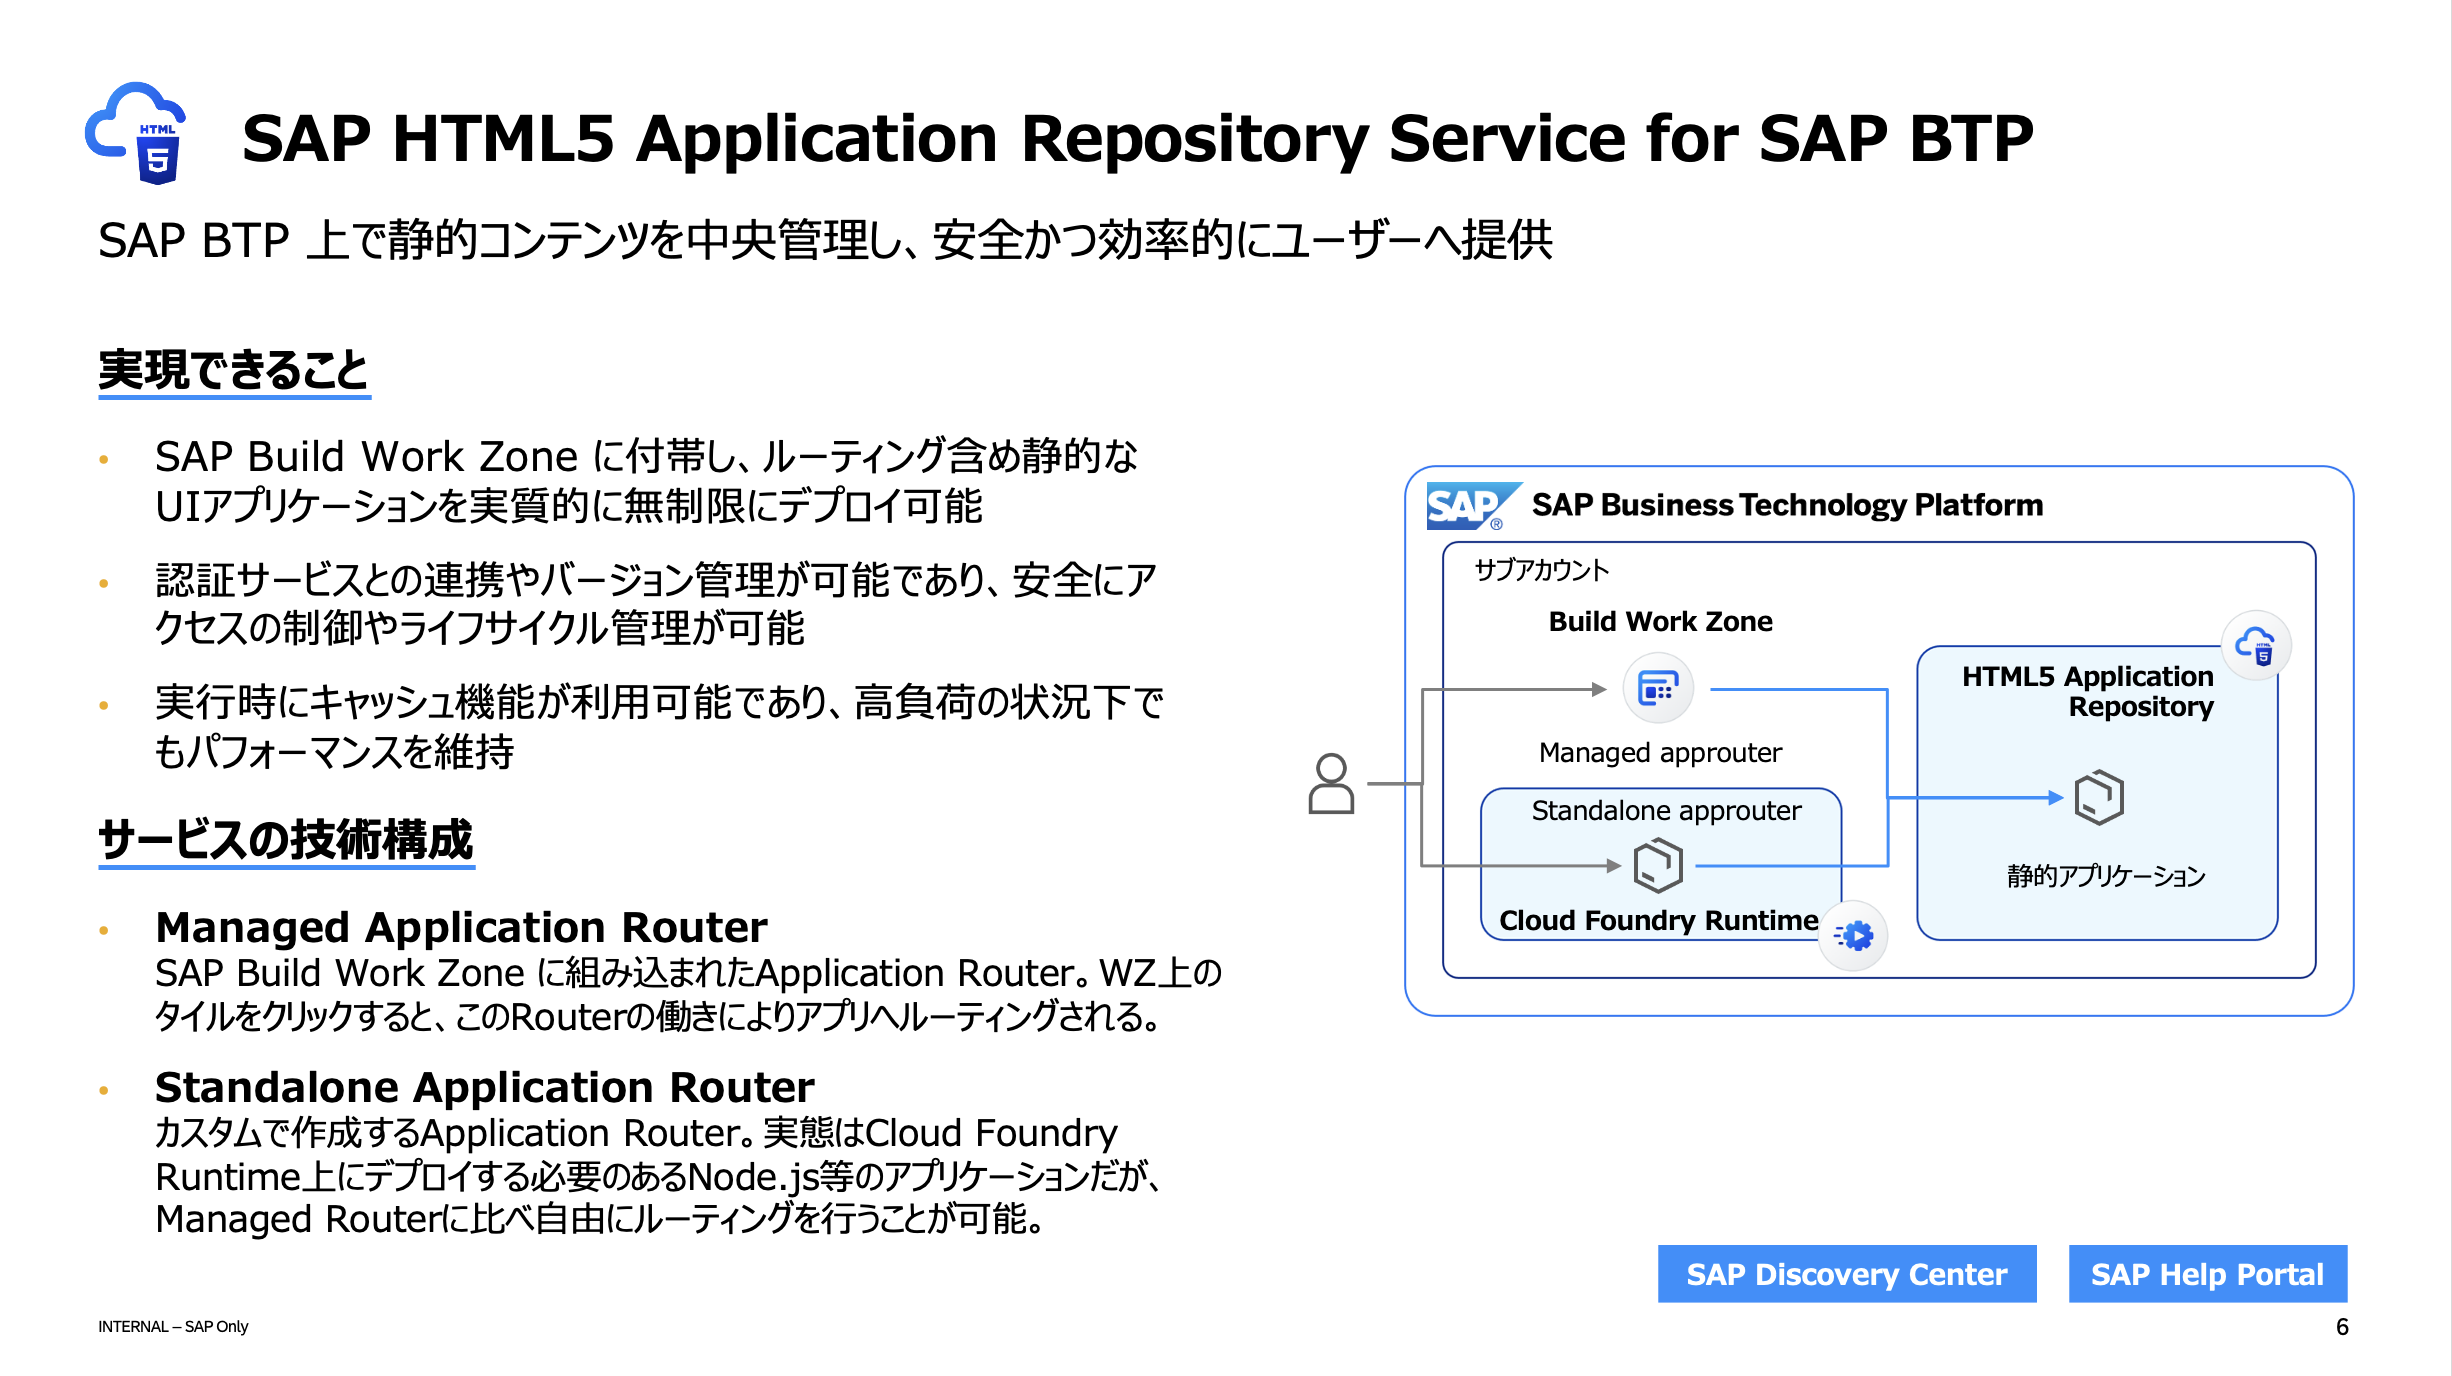 HTML
5
SAP HTML5 Application Repository Service for SAP BTP
SAP BTP 上で静的コンテンツを中央管理し、安全かつ効率的にユーザーへ提供
実現できること
• SAP Build Work Zone に付帯し、ルーティング含め静的な
UIアプリケーションを実質的に無制限にデプロイ可能
• 認証サービスとの連携やバージョン管理が可能であり、安全にア
クセスの制御やライフサイクル管理が可能
• 実行時にキャッシュ機能が利用可能であり、高負荷の状況下で
もパフォーマンスを維持
サービスの技術構成
• Managed Application Router
SAP Build Work Zone に組み込まれたApplication Router。WZ上の
タイルをクリックすると、このRouterの働きによりアプリへルーティングされる。
• Standalone Application Router
カスタムで作成するApplication Router。実態はCloud Foundry
Runtime上にデプロイする必要のあるNode.js等のアプリケーションだが、
Managed Routerに比べ自由にルーティングを行うことが可能。
SAP® SAP Business Technology Platform
サブアカウント
Build Work Zone
Managed approuter
Standalone approuter
Cloud Foundry Runtime
HTML
5
HTML5 Application
Repository
静的アプリケーション
SAP Discovery Center
SAP Help Portal
INTERNAL – SAP Only
6